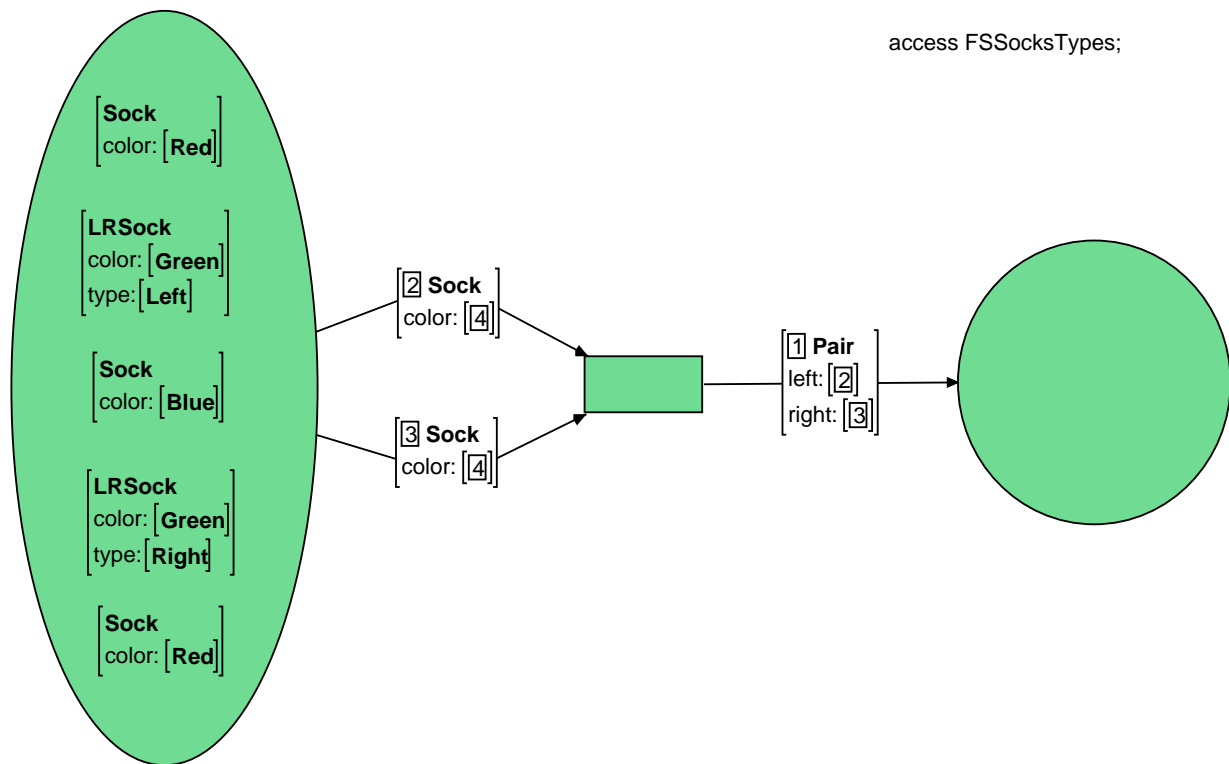 access FSSocksTypes;
Sock
color: [Red]
LRSock
color: [Green]
type:[Left]
Sock
color: [Blue]
LRSock
color: [Green]
type:[Right]
Sock
color: [Red]
2 Sock
color: [4]
3 Sock
color: [4]
1 Pair
left: [2]
right: [3]